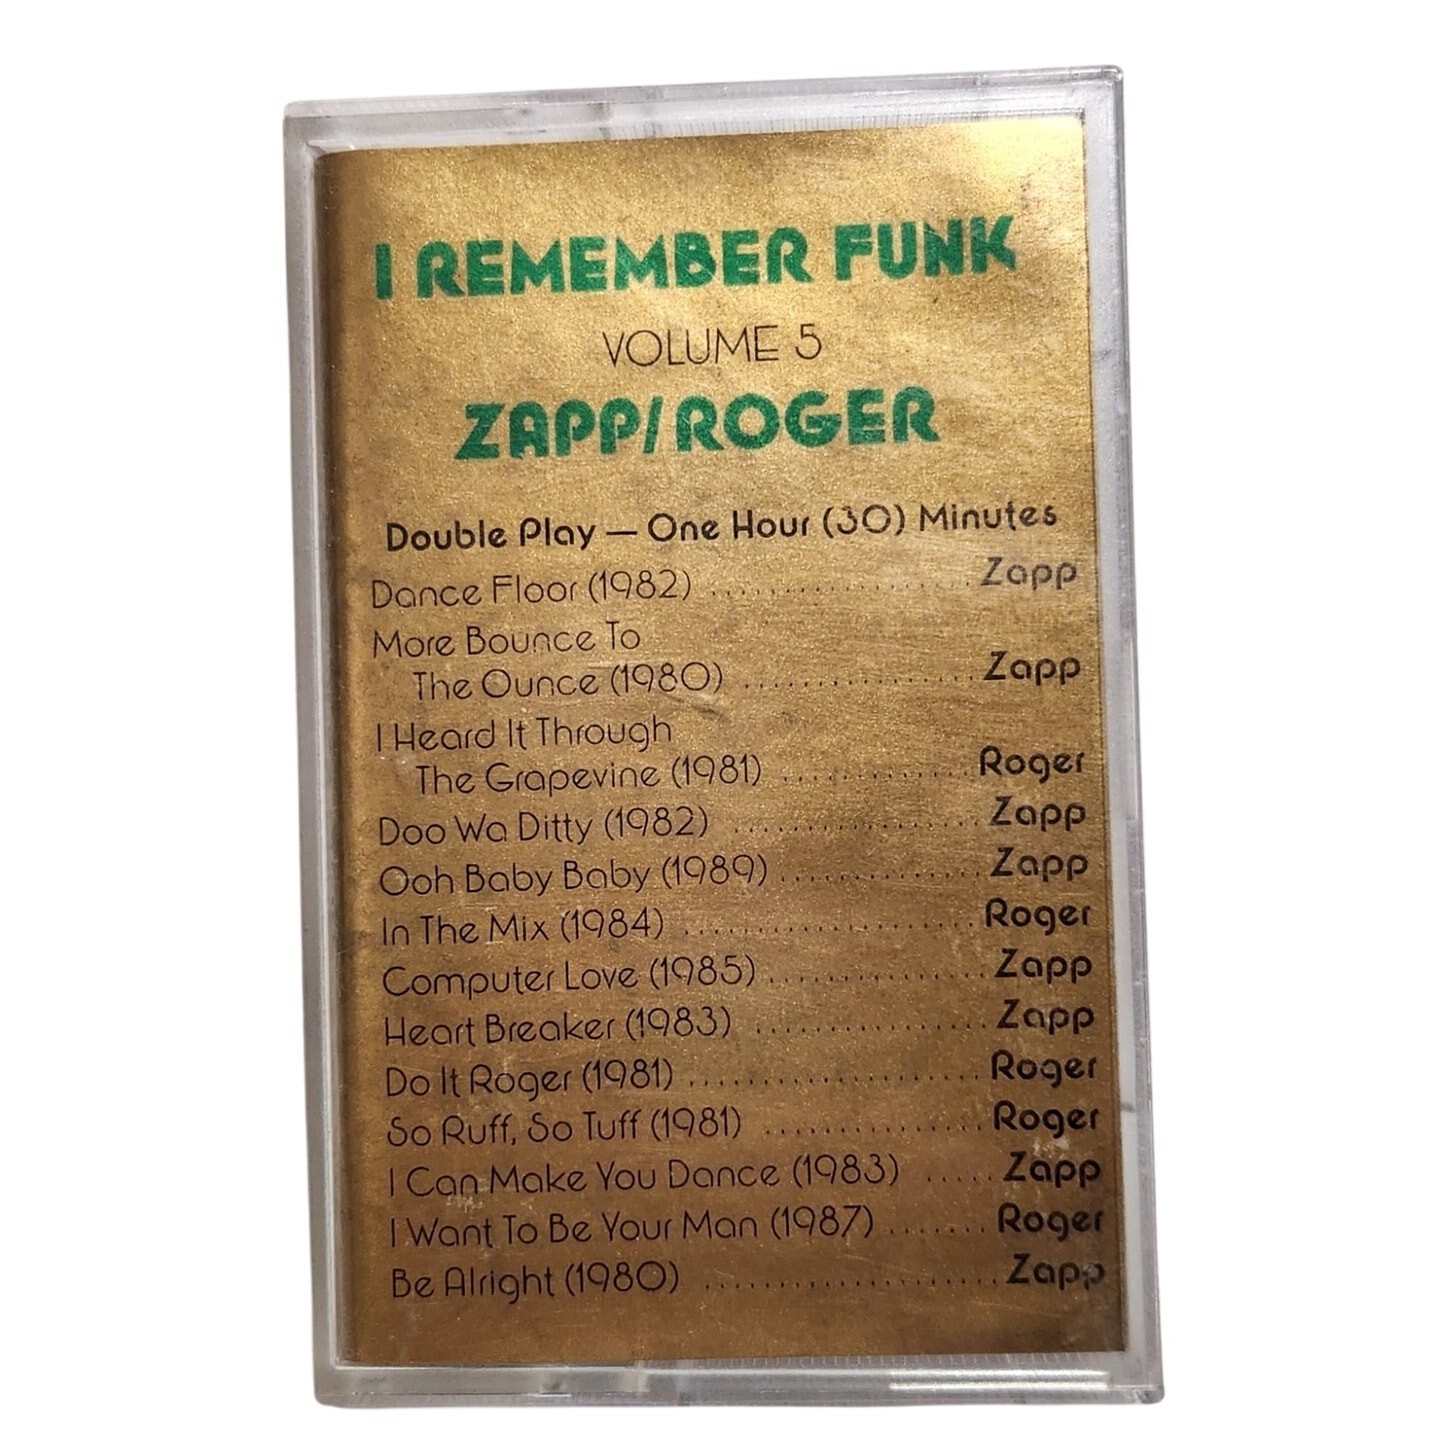 I REMEMBER FUNK
VOLUME 5
ZAPP/ROGER
Double Play — One Hour (30) Minutes
Dance Floor (1982) .................. Zapp
More Bounce To
The Ounce (1980) ............... Zapp
I Heard It Through
The Grapevine (1981) ............ Roger
Doo Wa Ditty (1982) ................ Zapp
Ooh Baby Baby (1989) ............. Zapp
In The Mix (1984) ................... Roger
Computer Love (1985) .............. Zapp
Heart Breaker (1983) ............... Zapp
Do It Roger (1981) ................... Roger
So Ruff, So Tuff (1981) .............. Roger
I Can Make You Dance (1983) ..... Zapp
I Want To Be Your Man (1987) ....... Roger
Be Alright (1980) .................... Zapp